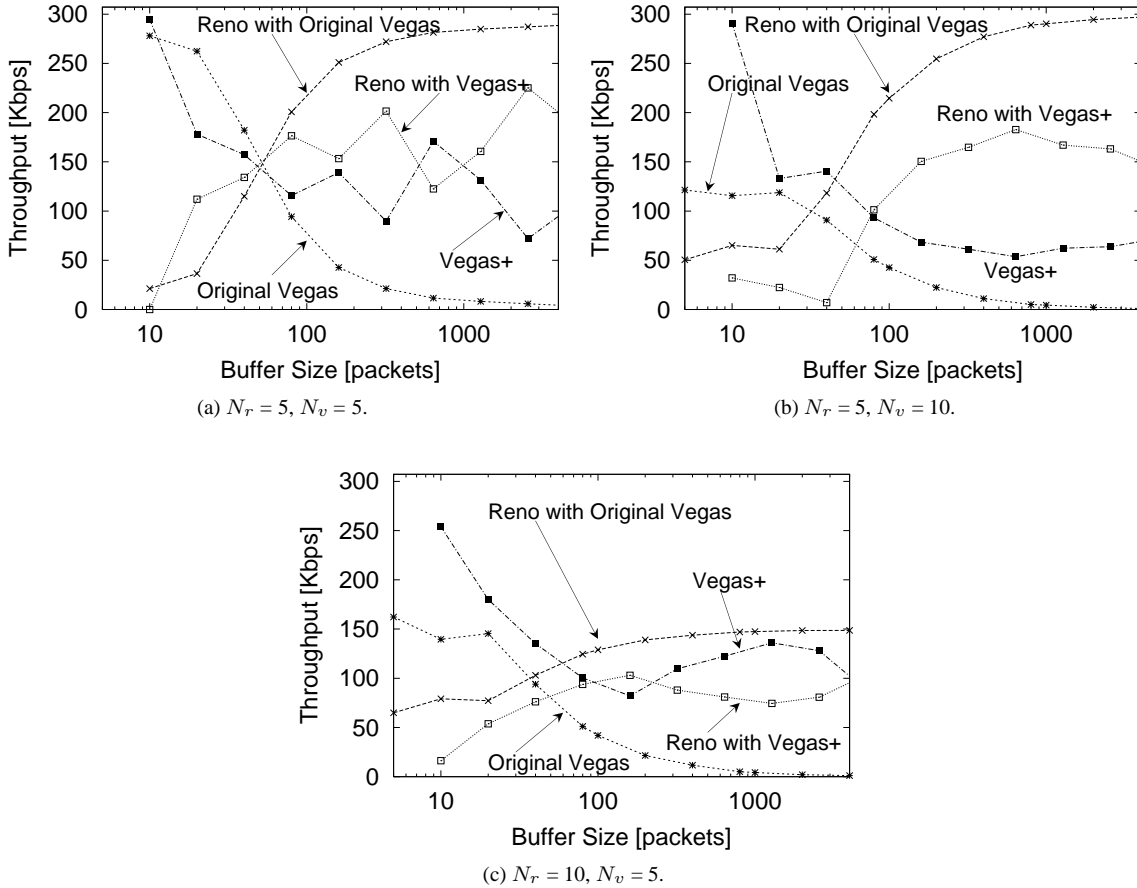 300
250
200
150
100
50
0
Throughput [Kbps]
Reno with Original Vegas
Reno with Vegas+
Vegas+
Original Vegas
10
100
1000
Buffer Size [packets]
(a) N_r = 5, N_v = 5.
300
250
200
150
100
50
0
Throughput [Kbps]
Reno with Original Vegas
Original Vegas
Reno with Vegas+
Vegas+
10
100
1000
Buffer Size [packets]
(b) N_r = 5, N_v = 10.
300
250
200
150
100
50
0
Throughput [Kbps]
Reno with Original Vegas
Vegas+
Reno with Vegas+
Original Vegas
10
100
1000
Buffer Size [packets]
(c) N_r = 10, N_v = 5.